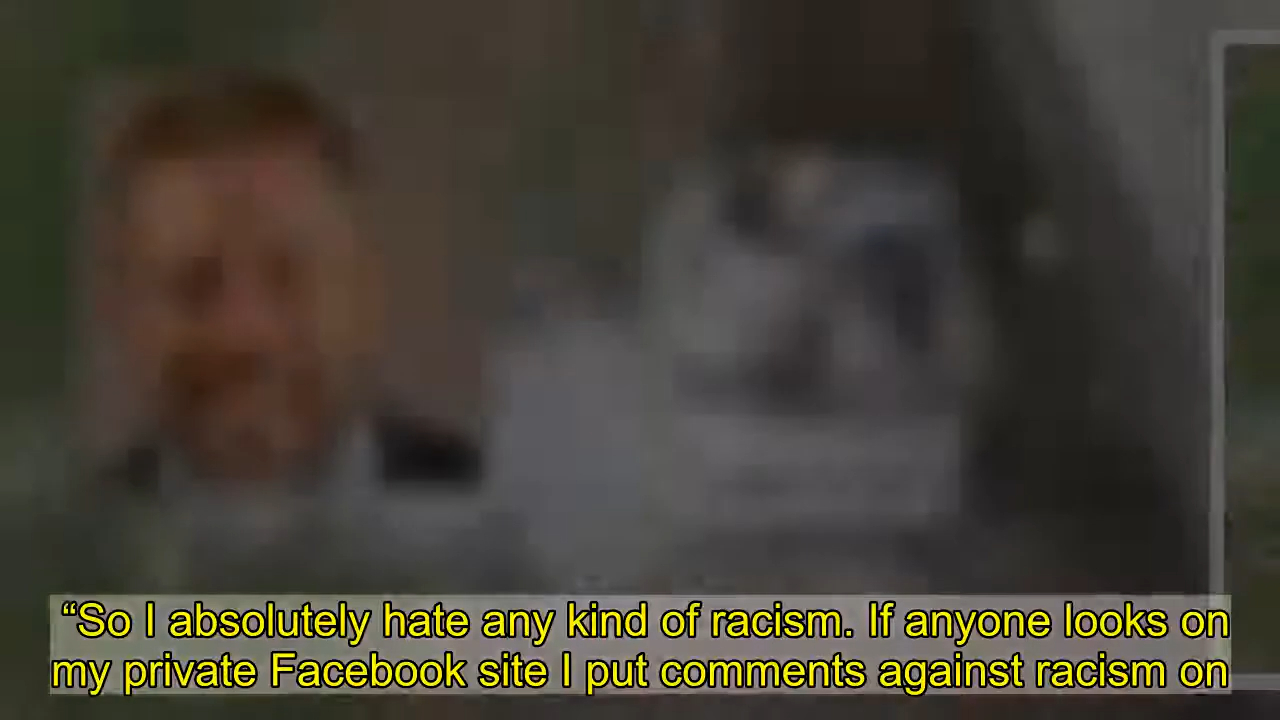 “So I absolutely hate any kind of racism. If anyone looks on
my private Facebook site I put comments against racism on